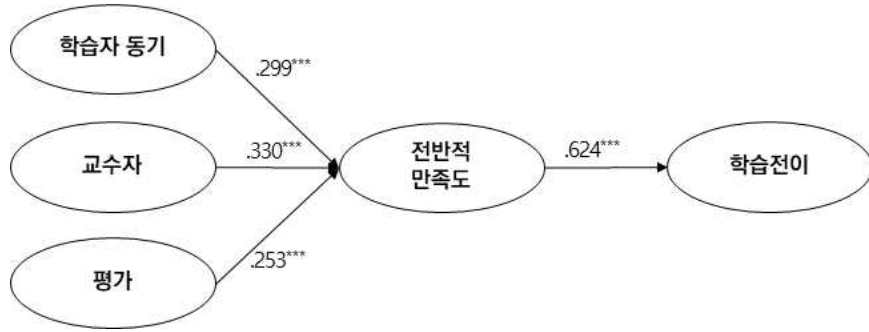 학습자 동기
.299***
교수자
.330***
전반적
만족도
.624***
학습전이
.253***
평가